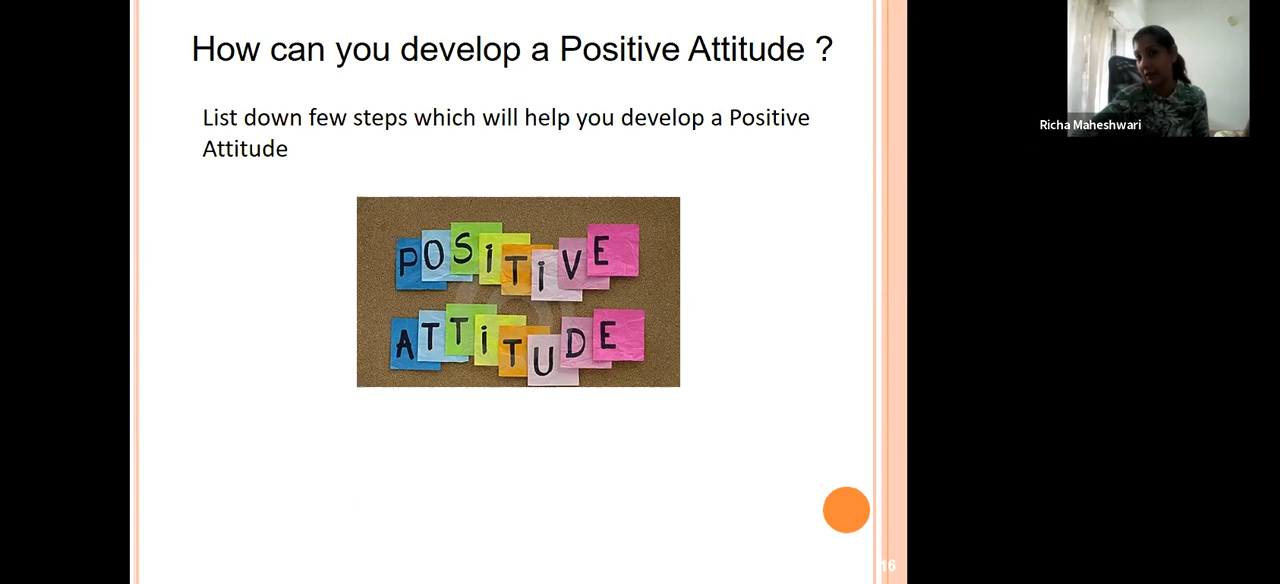 How can you develop a Positive Attitude ?
List down few steps which will help you develop a Positive
Attitude
POSiTiVE
ATTiTUDE
Richa Maheshwari
16